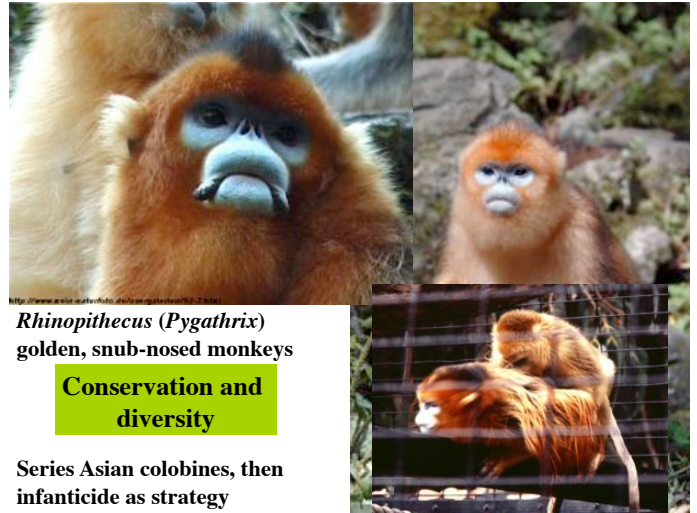 Rhinopithecus (Pygathrix)
golden, snub-nosed monkeys
Conservation and
diversity
Series Asian colobines, then
infanticide as strategy